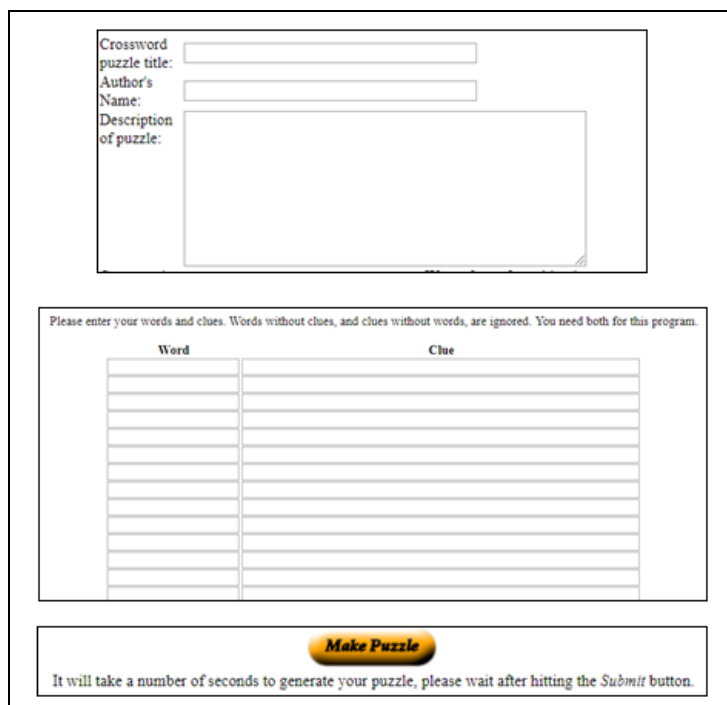 Crossword
puzzle title:
Author's
Name:
Description
of puzzle:
Please enter your words and clues. Words without clues, and clues without words, are ignored. You need both for this program.
Word Clue
Make Puzzle
It will take a number of seconds to generate your puzzle, please wait after hitting the Submit button.